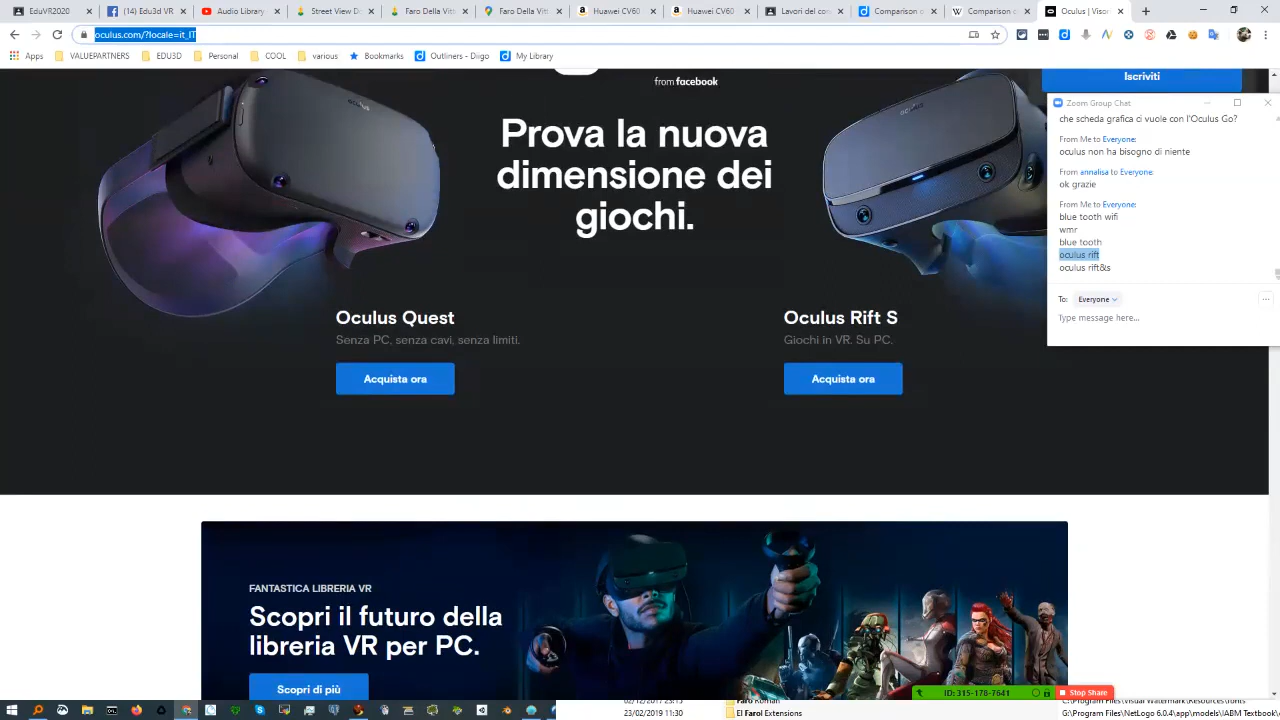 EduVR2020
(14) Edu3d VR
Audio Library
Street View D
Faro Della Vitt
Faro Della Vitt
Huawei CV60
Huawei CV60
Lavori del co
Comparison o
Comparison o
Oculus | Viso
oculus.com/?locale=it_IT
Apps
VALUEPARTNERS
EDU3D
Personal
COOL
various
Bookmarks
Outliners - Diigo
My Library
from facebook
Iscriviti
Prova la nuova
dimensione dei
giochi.
Oculus Quest
Senza PC, senza cavi, senza limiti.
Acquista ora
Oculus Rift S
Giochi in VR. Su PC.
Acquista ora
Zoom Group Chat
che scheda grafica ci vuole con l'Oculus Go?
From Me to Everyone:
oculus non ha bisogno di niente
From annalisa to Everyone:
ok grazie
From Me to Everyone:
blue tooth wifi
wmr
blue tooth
oculus rift
oculus rift&s
To: Everyone
Type message here...
FANTASTICA LIBRERIA VR
Scopri il futuro della
libreria VR per PC.
Scopri di più
ID: 315-178-7641
Stop Share
23/02/2019 11:30
El Farol Extensions
G:\Program Files\NetLogo 6.0.4\app\models\IABM Textbook\